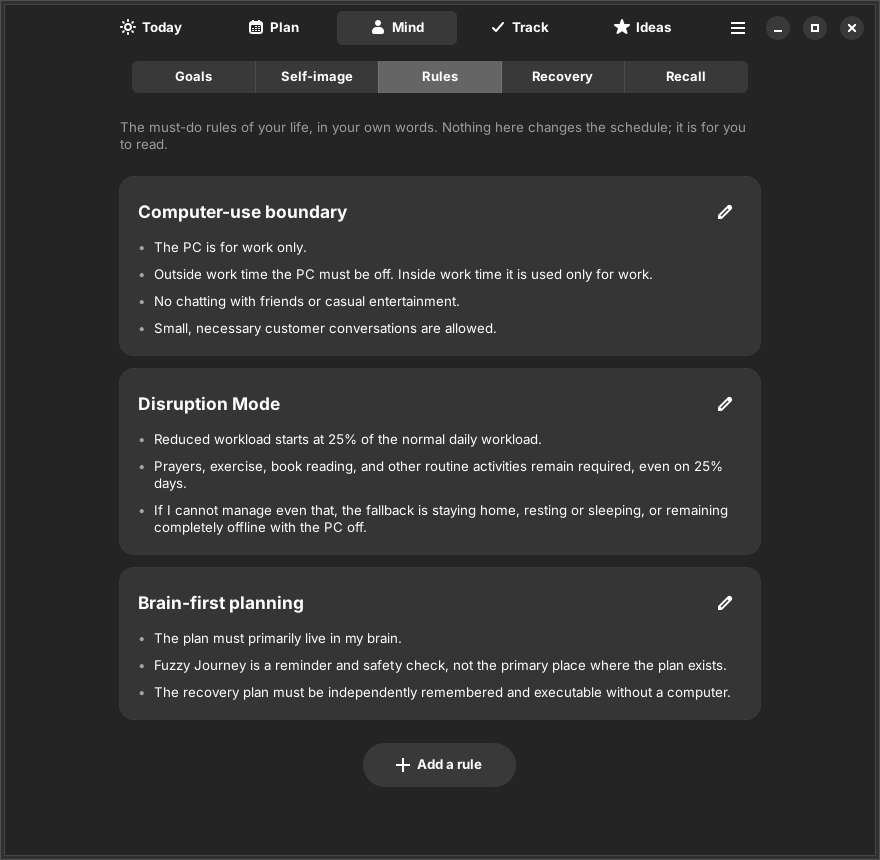 Today
Plan
Mind
Track
Ideas
Goals
Self-image
Rules
Recovery
Recall
The must-do rules of your life, in your own words. Nothing here changes the schedule; it is for you
to read.
Computer-use boundary
• The PC is for work only.
• Outside work time the PC must be off. Inside work time it is used only for work.
• No chatting with friends or casual entertainment.
• Small, necessary customer conversations are allowed.
Disruption Mode
• Reduced workload starts at 25% of the normal daily workload.
• Prayers, exercise, book reading, and other routine activities remain required, even on 25%
days.
• If I cannot manage even that, the fallback is staying home, resting or sleeping, or remaining
completely offline with the PC off.
Brain-first planning
• The plan must primarily live in my brain.
• Fuzzy Journey is a reminder and safety check, not the primary place where the plan exists.
• The recovery plan must be independently remembered and executable without a computer.
Add a rule